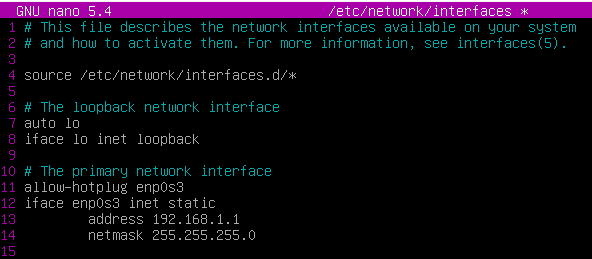 GNU nano 5.4 /etc/network/interfaces *
1 # This file describes the network interfaces available on your system
2 # and how to activate them. For more information, see interfaces(5).
3
4 source /etc/network/interfaces.d/*
5
6 # The loopback network interface
7 auto lo
8 iface lo inet loopback
9
10 # The primary network interface
11 allow-hotplug enp0s3
12 iface enp0s3 inet static
13 address 192.168.1.1
14 netmask 255.255.255.0
15